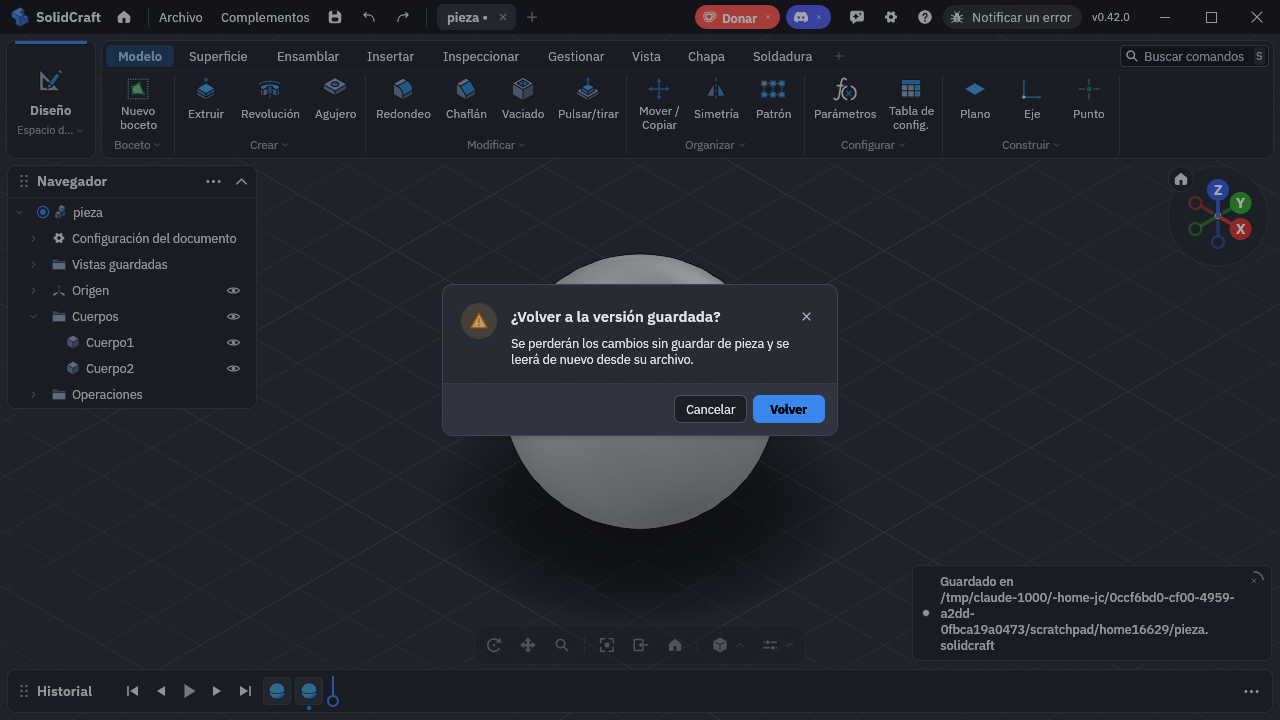 SolidCraft
Archivo
Complementos
pieza •
Donar
Notificar un error
v0.42.0
Diseño
Espacio d...
Modelo
Superficie
Ensamblar
Insertar
Inspeccionar
Gestionar
Vista
Chapa
Soldadura
Buscar comandos
S
Nuevo boceto
Extruir
Revolución
Agujero
Redondeo
Chaflán
Vaciado
Pulsar/tirar
Mover / Copiar
Simetría
Patrón
Parámetros
Tabla de config.
Plano
Eje
Punto
Boceto
Crear
Modificar
Organizar
Configurar
Construir
Navegador
pieza
Configuración del documento
Vistas guardadas
Origen
Cuerpos
Cuerpo1
Cuerpo2
Operaciones
Z
Y
X
¿Volver a la versión guardada?
Se perderán los cambios sin guardar de pieza y se
leerá de nuevo desde su archivo.
Cancelar
Volver
Guardado en
/tmp/claude-1000/-home-jc/0ccf6bd0-cf00-4959-
a2dd-
0fbca19a0473/scratchpad/home16629/pieza.
solidcraft
Historial